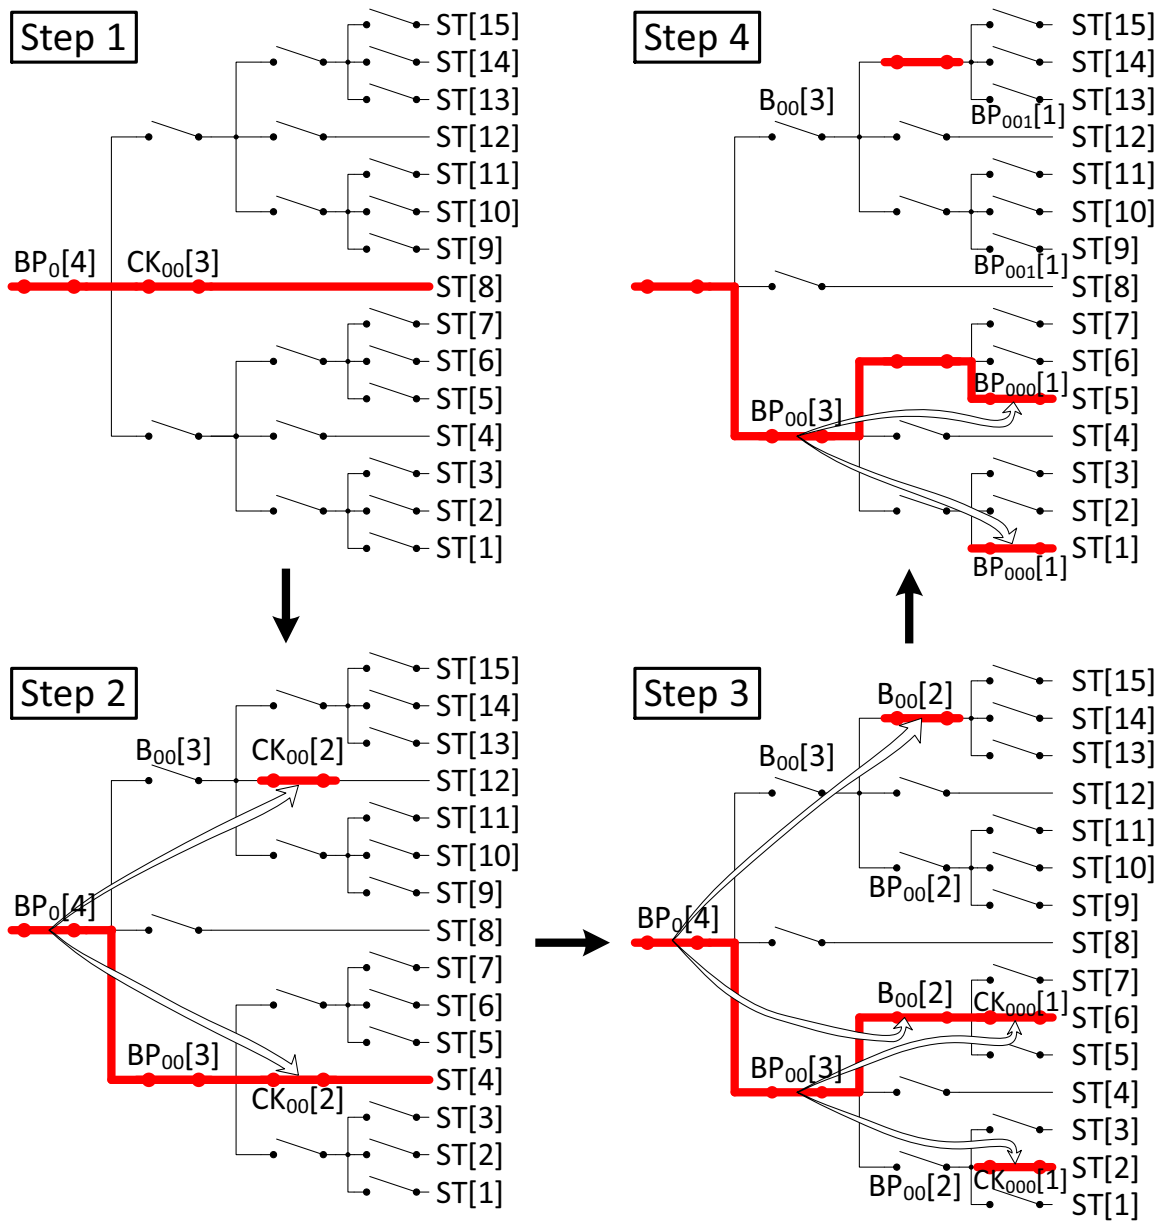 Step 1
ST[15]
ST[14]
ST[13]
ST[12]
ST[11]
ST[10]
ST[9]
BP₀[4] CK₀₀[3]
ST[8]
ST[7]
ST[6]
ST[5]
ST[4]
ST[3]
ST[2]
ST[1]
Step 2
ST[15]
ST[14]
ST[13]
B₀₀[3] CK₀₀[2]
ST[12]
ST[11]
ST[10]
ST[9]
BP₀[4]
ST[8]
ST[7]
ST[6]
ST[5]
BP₀₀[3]
ST[4]
CK₀₀[2]
ST[3]
ST[2]
ST[1]
Step 3
ST[15]
B₀₀[2]
ST[14]
B₀₀[3]
ST[13]
ST[12]
ST[11]
ST[10]
BP₀₀[2]
ST[9]
BP₀[4]
ST[8]
ST[7]
B₀₀[2] CK₀₀₀[1]
ST[6]
ST[5]
BP₀₀[3]
ST[4]
ST[3]
ST[2]
BP₀₀[2] CK₀₀₀[1]
ST[1]
Step 4
ST[15]
ST[14]
B₀₀[3]
ST[13]
BP₀₀₁[1]
ST[12]
ST[11]
ST[10]
ST[9]
BP₀₀₁[1]
ST[8]
ST[7]
ST[6]
BP₀₀₀[1]
ST[5]
BP₀₀[3]
ST[4]
ST[3]
ST[2]
ST[1]
BP₀₀₀[1]